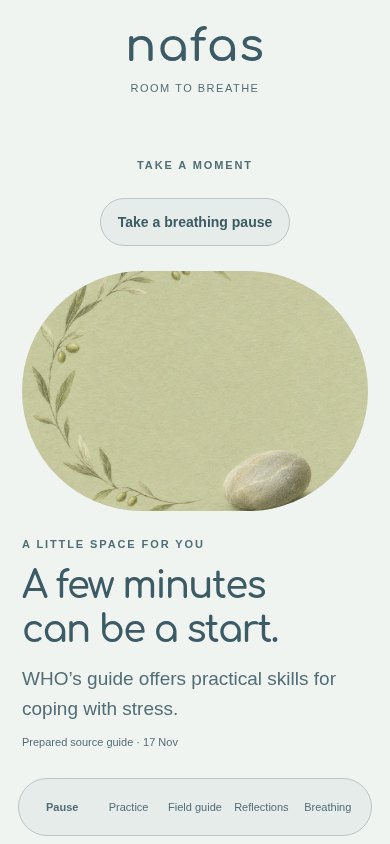 nafas
ROOM TO BREATHE
TAKE A MOMENT
Take a breathing pause
A LITTLE SPACE FOR YOU
A few minutes
can be a start.
WHO’s guide offers practical skills for
coping with stress.
Prepared source guide · 17 Nov
Pause Practice Field guide Reflections Breathing